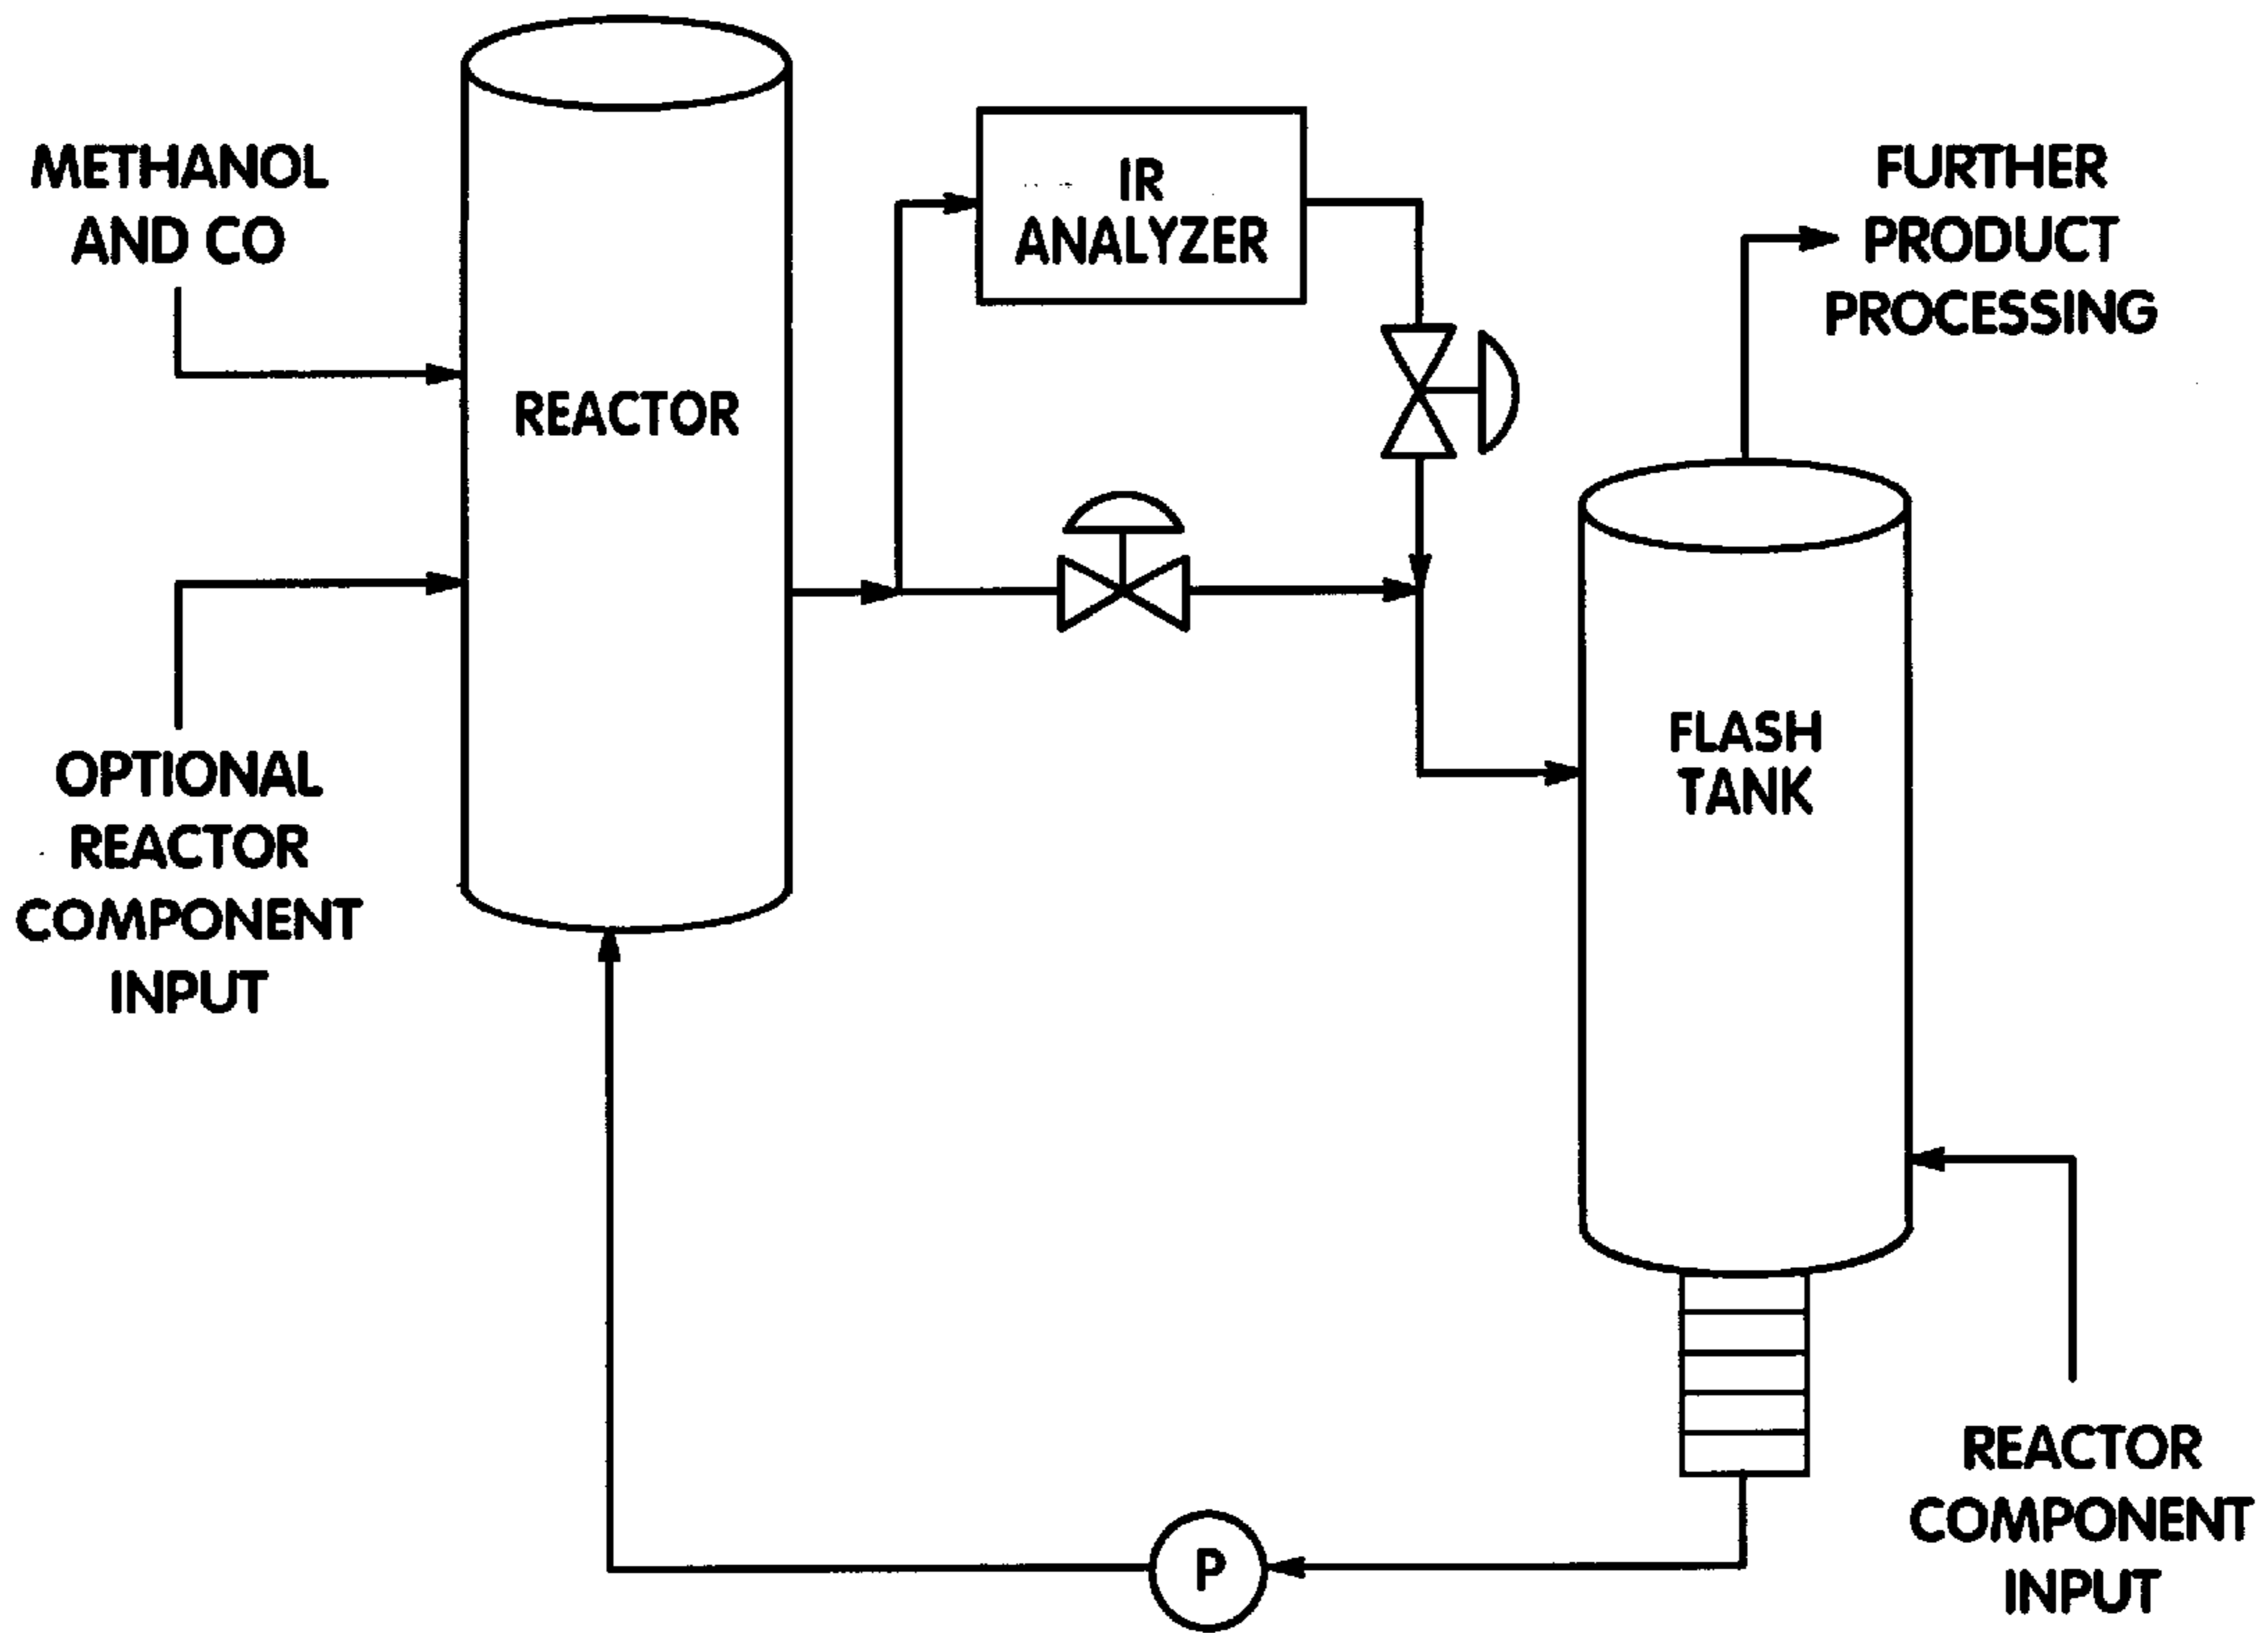 METHANOL
AND CO
REACTOR
IR
ANALYZER
FURTHER
PRODUCT
PROCESSING
OPTIONAL
REACTOR
COMPONENT
INPUT
FLASH
TANK
REACTOR
COMPONENT
INPUT
P